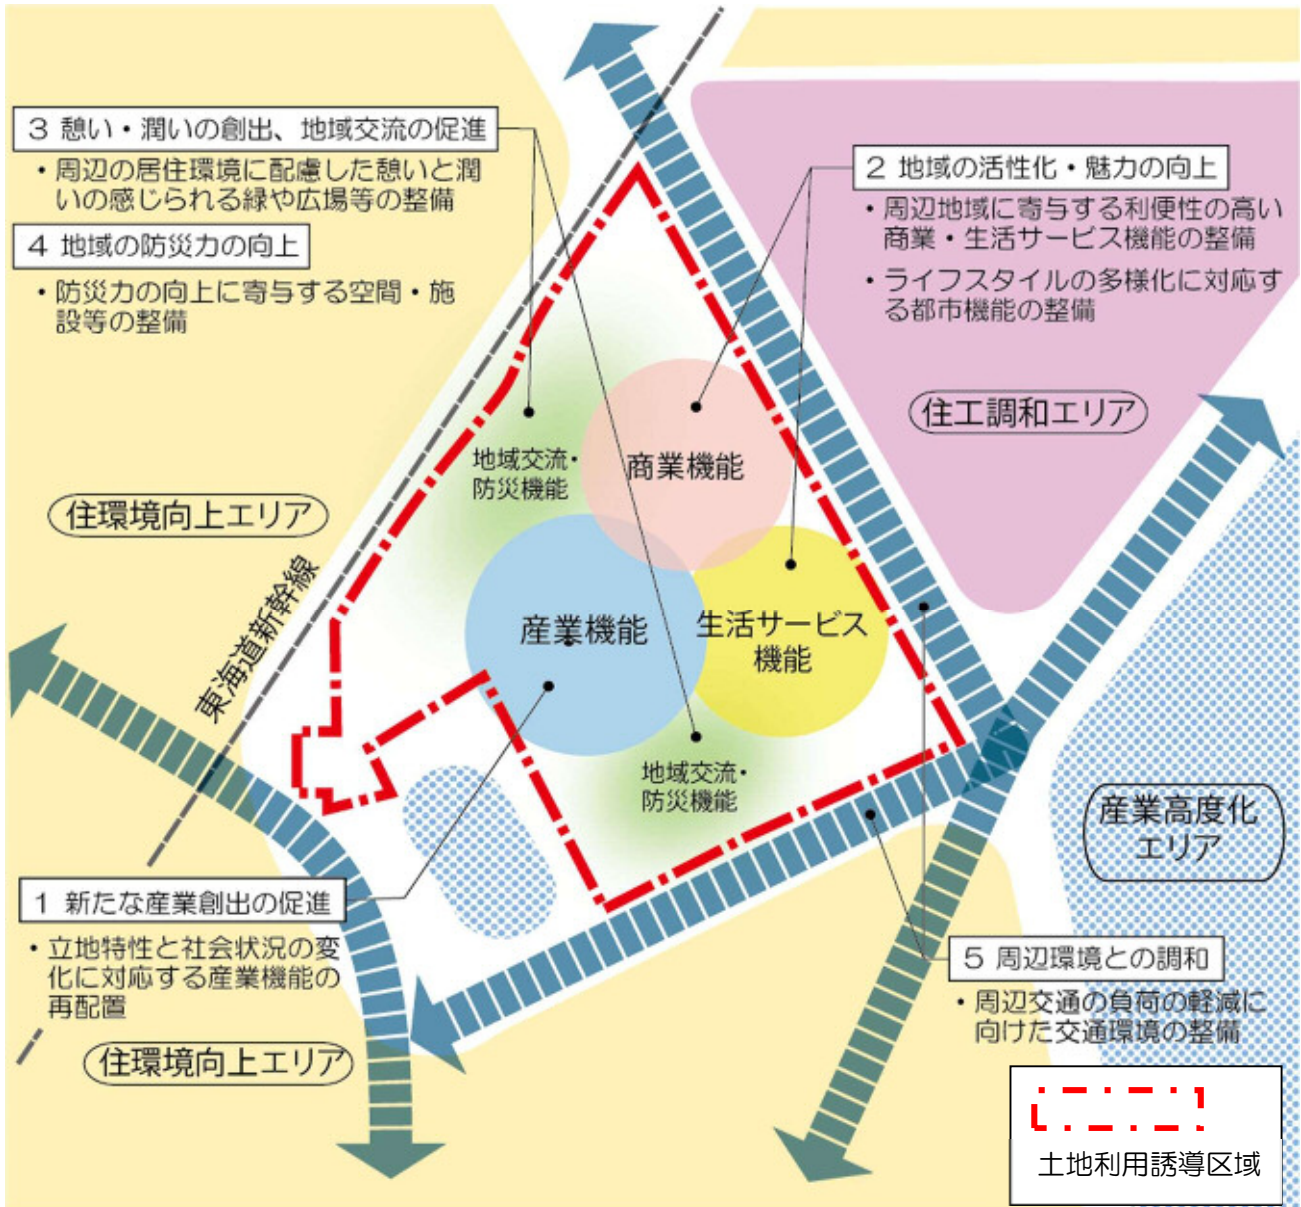 3 憩い・潤いの創出、地域交流の促進
・周辺の居住環境に配慮した憩いと潤
いの感じられる緑や広場等の整備
4 地域の防災力の向上
・防災力の向上に寄与する空間・施
設等の整備
2 地域の活性化・魅力の向上
・周辺地域に寄与する利便性の高い
商業・生活サービス機能の整備
・ライフスタイルの多様化に対応す
る都市機能の整備
住工調和エリア
地域交流・
防災機能
商業機能
住環境向上エリア
東海道新幹線
産業機能
生活サービス
機能
地域交流・
防災機能
産業高度化
エリア
1 新たな産業創出の促進
・立地特性と社会状況の変
化に対応する産業機能の
再配置
住環境向上エリア
5 周辺環境との調和
・周辺交通の負荷の軽減に
向けた交通環境の整備
土地利用誘導区域